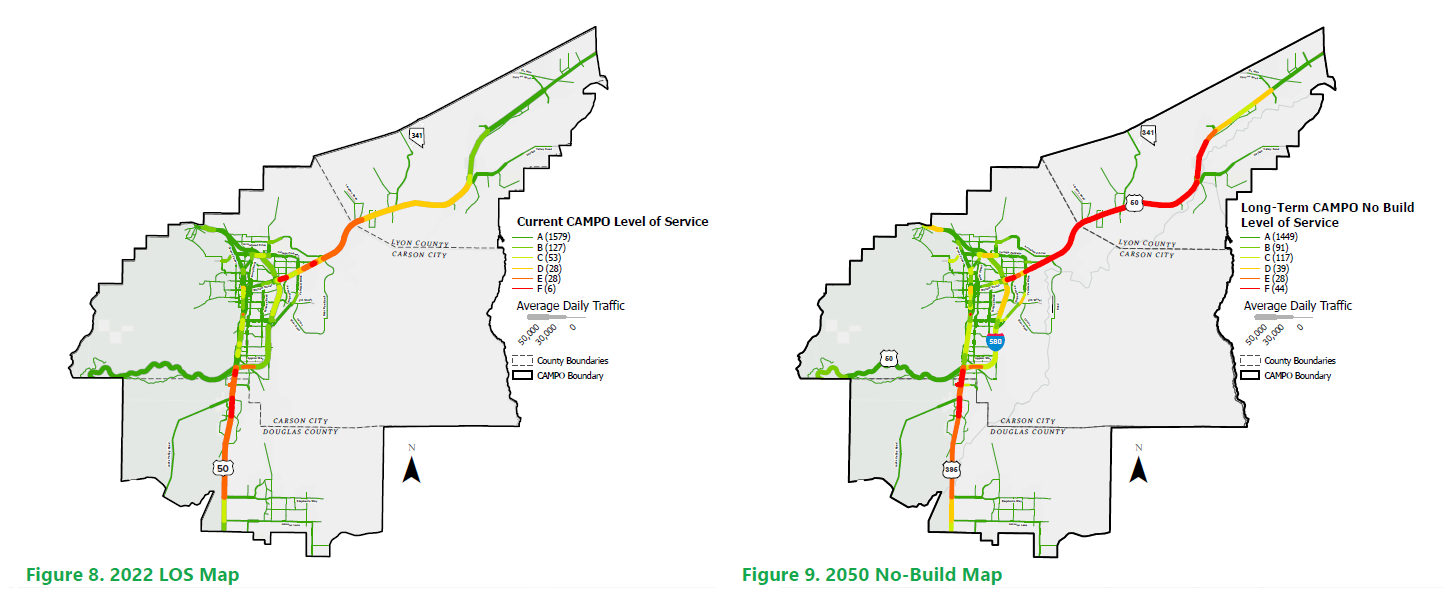 341
Current CAMPO Level of Service
A (1579)
B (127)
C (53)
D (28)
E (28)
F (6)
Average Daily Traffic
50,000
30,000
0
County Boundaries
CAMPO Boundary
LYON COUNTY
CARSON CITY
CARSON CITY
DOUGLAS COUNTY
50
N
Figure 8. 2022 LOS Map
341
50
Long-Term CAMPO No Build
Level of Service
A (1449)
B (91)
C (117)
D (39)
E (28)
F (44)
Average Daily Traffic
50,000
30,000
0
County Boundaries
CAMPO Boundary
LYON COUNTY
CARSON CITY
580
50
CARSON CITY
DOUGLAS COUNTY
395
N
Figure 9. 2050 No-Build Map